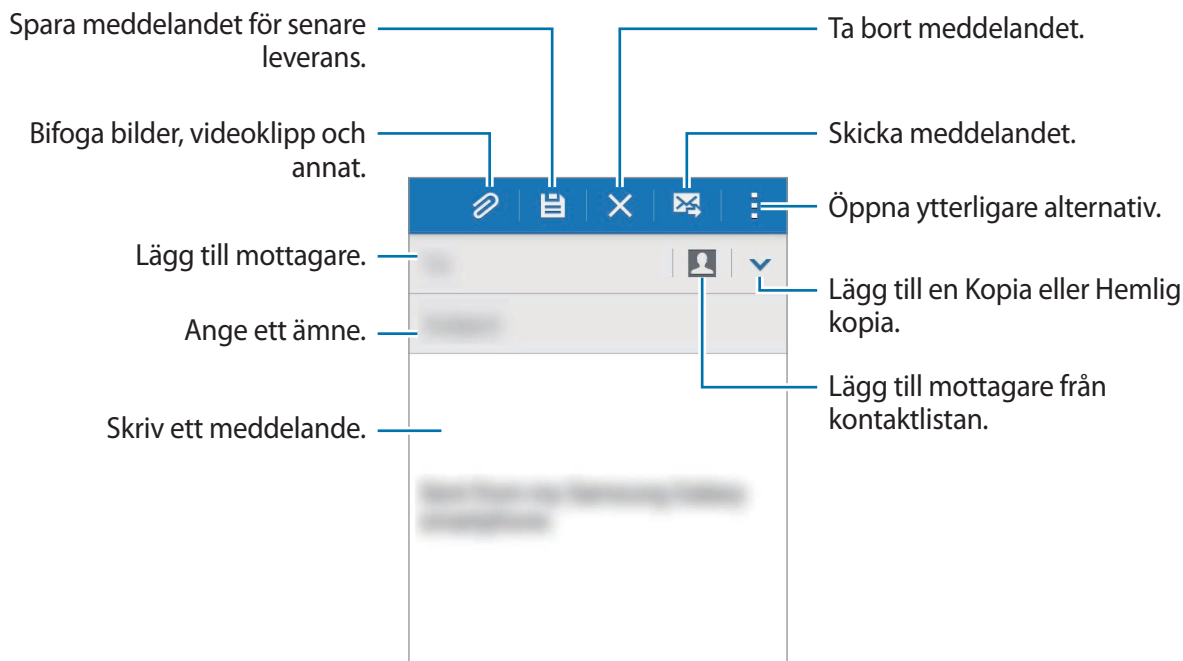 Spara meddelandet för senare
leverans.
Bifoga bilder, videoklipp och
annat.
Lägg till mottagare.
Ange ett ämne.
Skriv ett meddelande.
Ta bort meddelandet.
Skicka meddelandet.
Öppna ytterligare alternativ.
Lägg till en Kopia eller Hemlig
kopia.
Lägg till mottagare från
kontaktlistan.